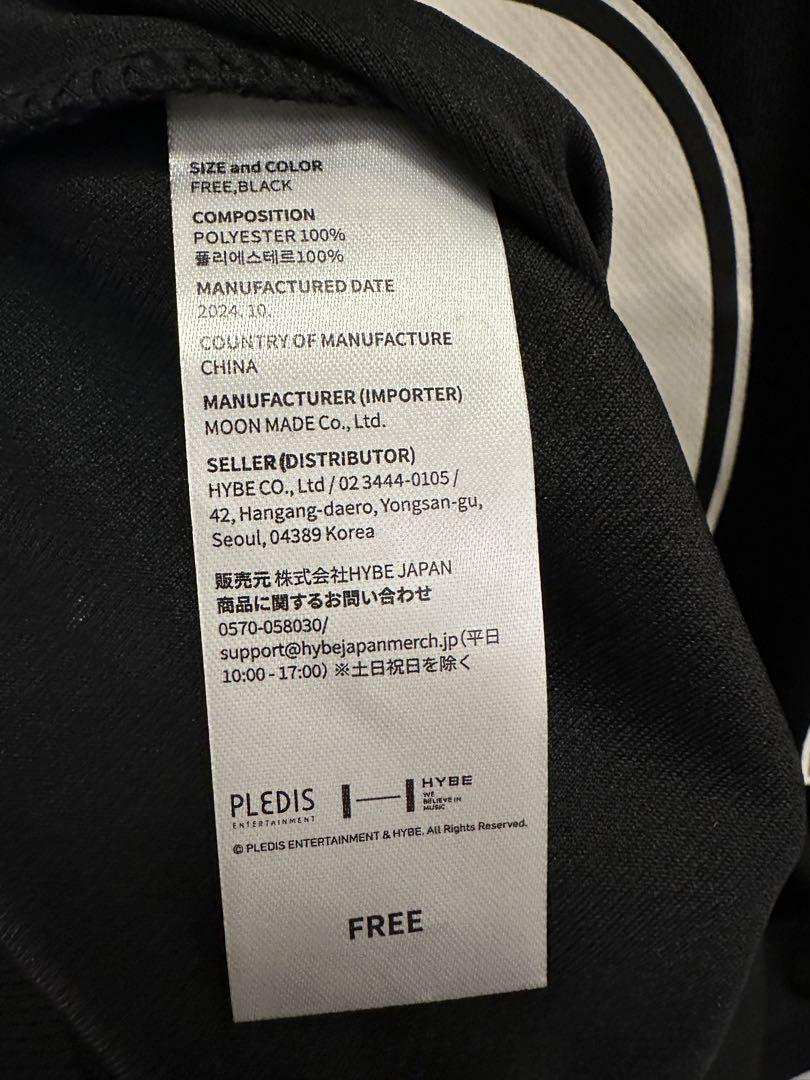 SIZE and COLOR
FREE,BLACK
COMPOSITION
POLYESTER 100%
폴리에스테르100%
MANUFACTURED DATE
2024. 10.
COUNTRY OF MANUFACTURE
CHINA
MANUFACTURER (IMPORTER)
MOON MADE Co., Ltd.
SELLER (DISTRIBUTOR)
HYBE CO., Ltd / 02 3444-0105 /
42, Hangang-daero, Yongsan-gu,
Seoul, 04389 Korea
販売元 株式会社HYBE JAPAN
商品に関するお問い合わせ
0570-058030/
support@hybejapanmerch.jp(平日
10:00 - 17:00) ※土日祝日を除く
PLEDIS
ENTERTAINMENT
HYBE
WE
BELIEVE IN
MUSIC
© PLEDIS ENTERTAINMENT & HYBE. All Rights Reserved.
FREE